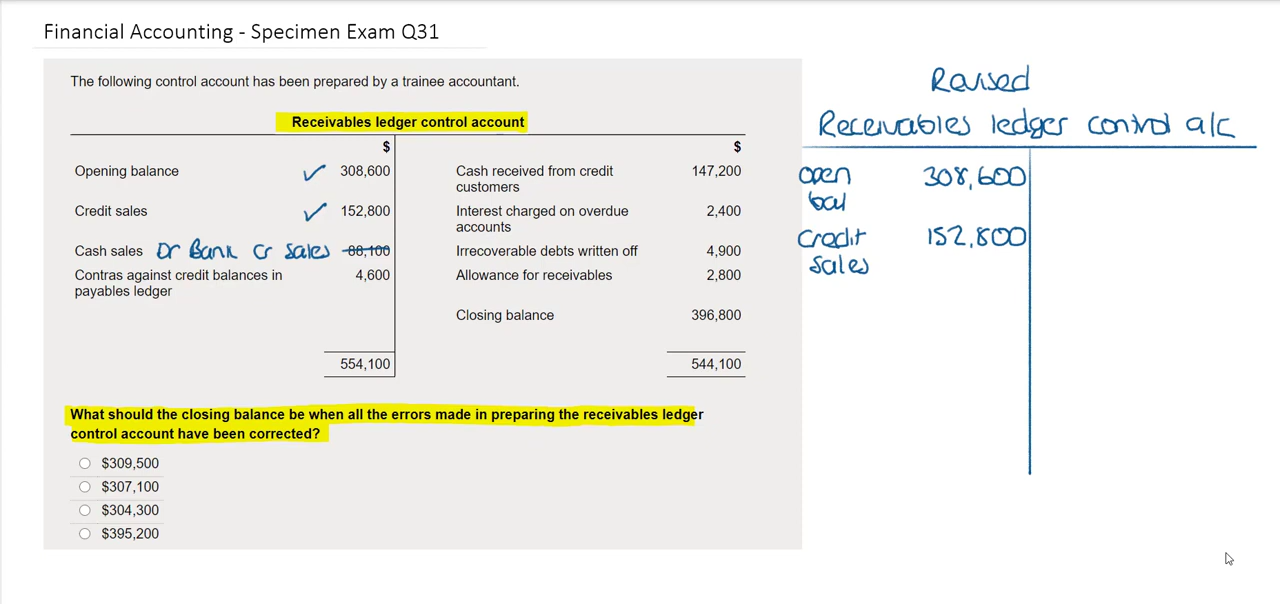 Financial Accounting - Specimen Exam Q31
The following control account has been prepared by a trainee accountant.
Receivables ledger control account
$ $
Opening balance 308,600 Cash received from credit 147,200
customers
Credit sales 152,800 Interest charged on overdue 2,400
accounts
Cash sales Dr Bank Cr Sales 88,100 Irrecoverable debts written off 4,900
Contras against credit balances in 4,600 Allowance for receivables 2,800
payables ledger
Closing balance 396,800
554,100 544,100
What should the closing balance be when all the errors made in preparing the receivables ledger
control account have been corrected?
$309,500
$307,100
$304,300
$395,200
Revised
Receivables ledger control a/c
open 308,600
bal
credit 152,800
sales